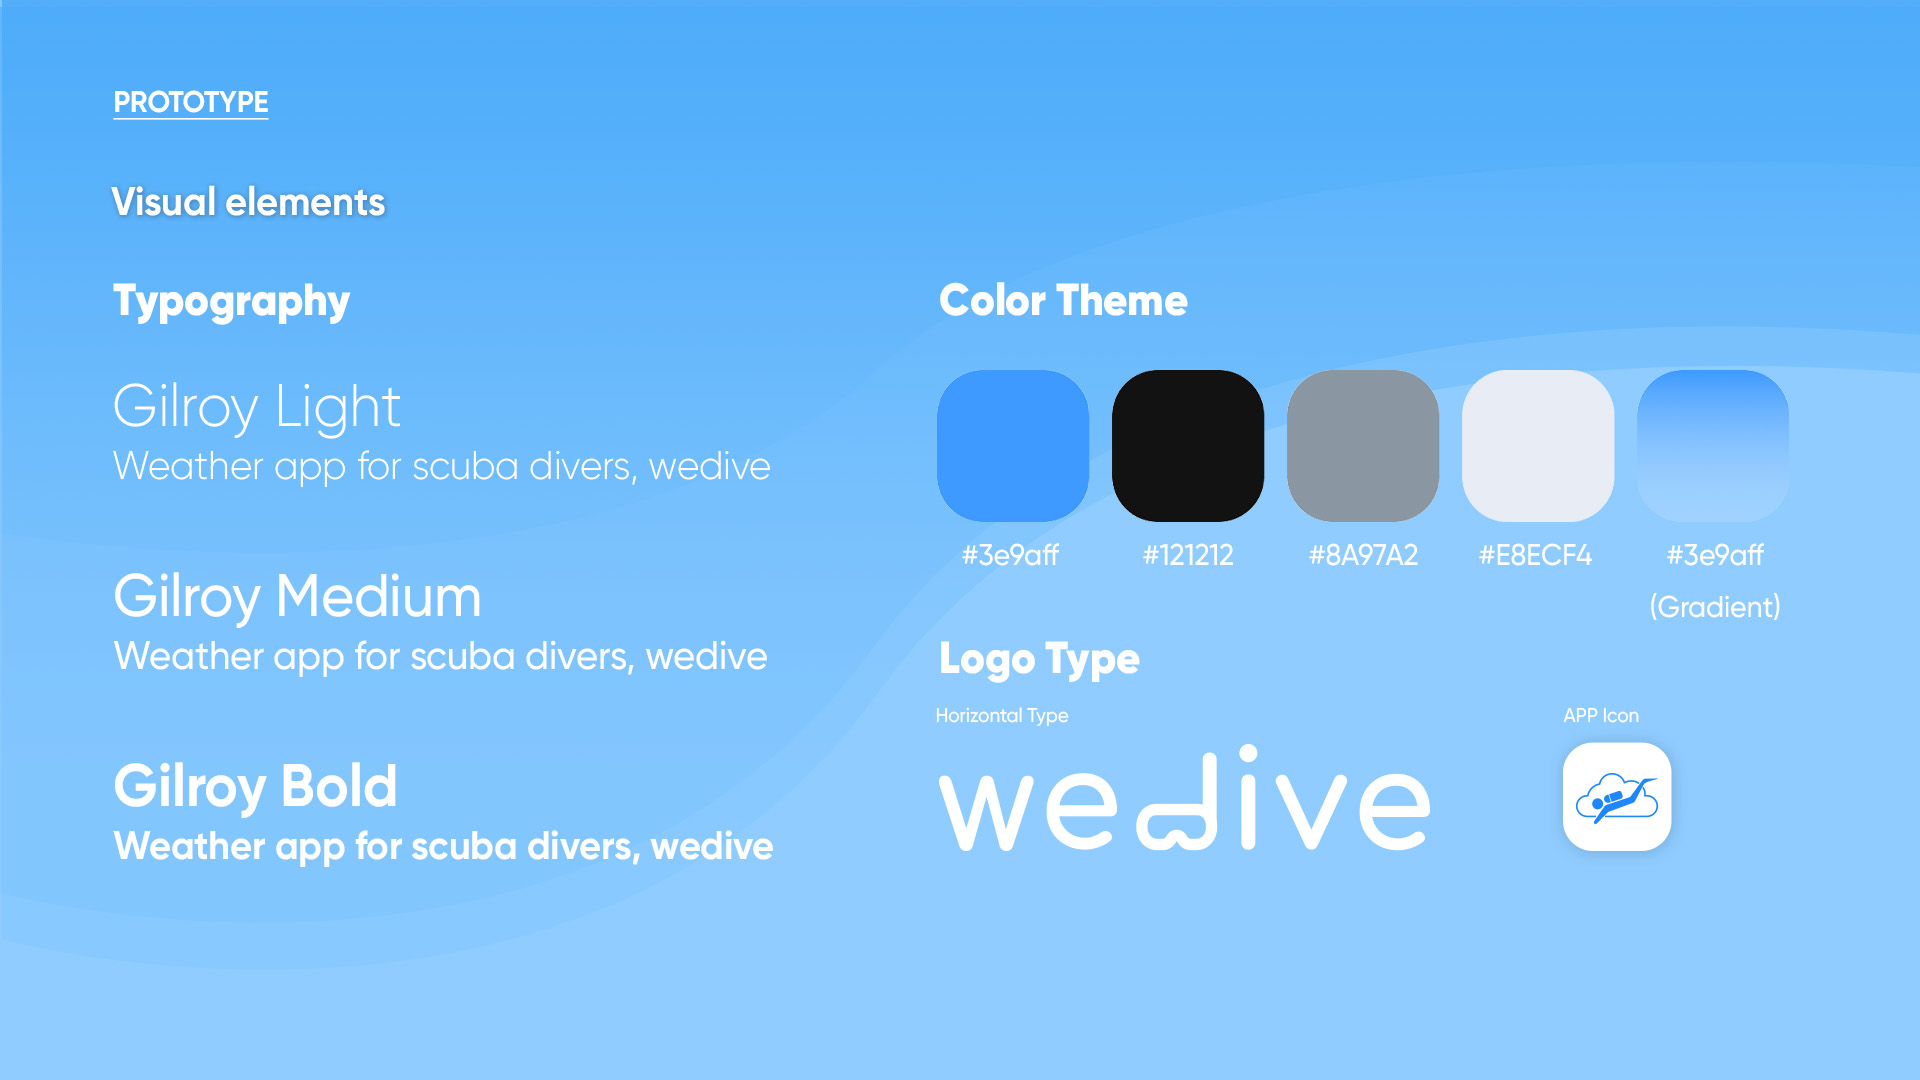 PROTOTYPE
Visual elements
Typography
Gilroy Light
Weather app for scuba divers, wedive
Gilroy Medium
Weather app for scuba divers, wedive
Gilroy Bold
Weather app for scuba divers, wedive
Color Theme
#3e9aff #121212 #8A97A2 #E8ECF4 #3e9aff
(Gradient)
Logo Type
Horizontal Type
wedive
APP Icon